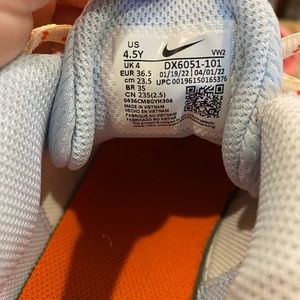 US
4.5Y
VW2
UK 4
EUR 36.5
cm 23.5
BR 35
CN 235(2.5)
DX6051-101
01/19/22 04/01/22
UPC 00196150165376
0436CMBGYH306
MADE IN VIETNAM
FABRIQUE AU VIETNAM
HECHO EN VIETNAM